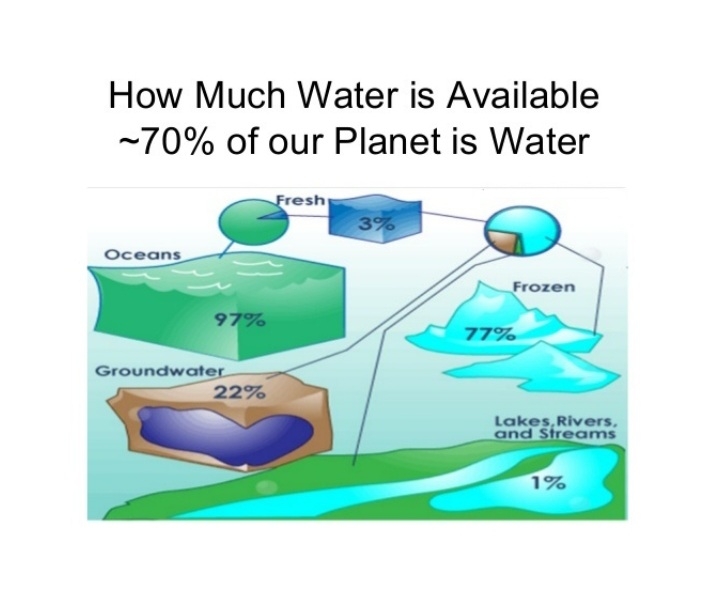 How Much Water is Available
~70% of our Planet is Water
Fresh
3%
Oceans
97%
Frozen
77%
Groundwater
22%
Lakes,Rivers,
and Streams
1%